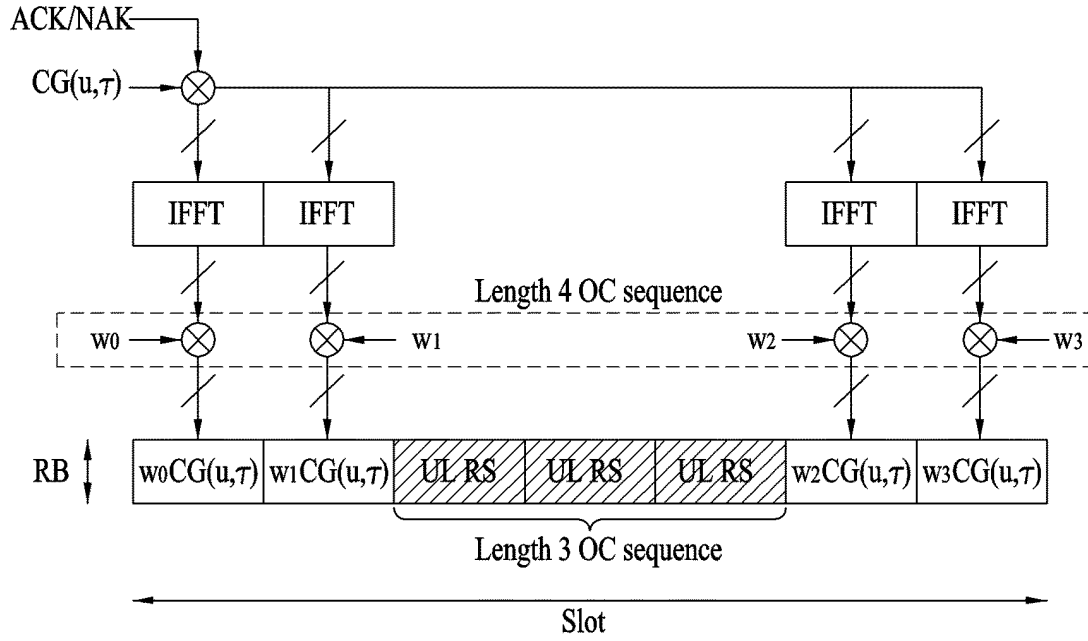 ACK/NAK
CG(u,τ)
IFFT IFFT IFFT IFFT
Length 4 OC sequence
w0 w1 w2 w3
RB w0CG(u,τ) w1CG(u,τ) UL RS UL RS UL RS w2CG(u,τ) w3CG(u,τ)
Length 3 OC sequence
Slot